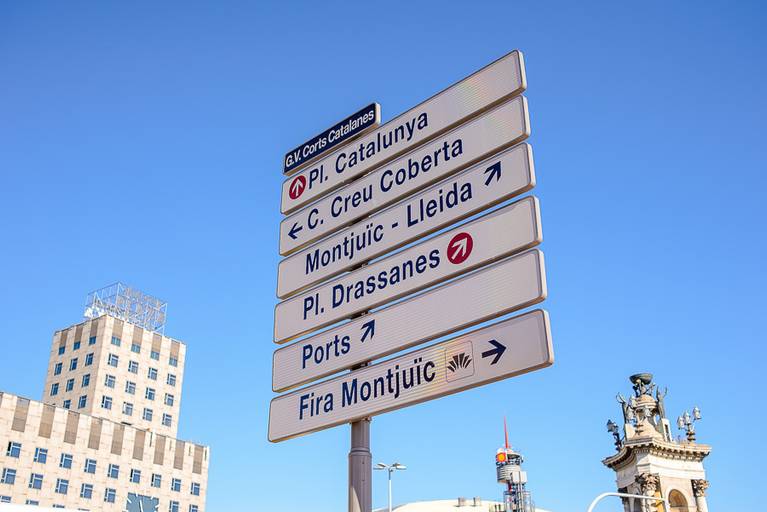 G.V. Corts Catalanes
Pl. Catalunya
C. Creu Coberta
Montjuïc - Lleida
Pl. Drassanes
Ports
Fira Montjuïc